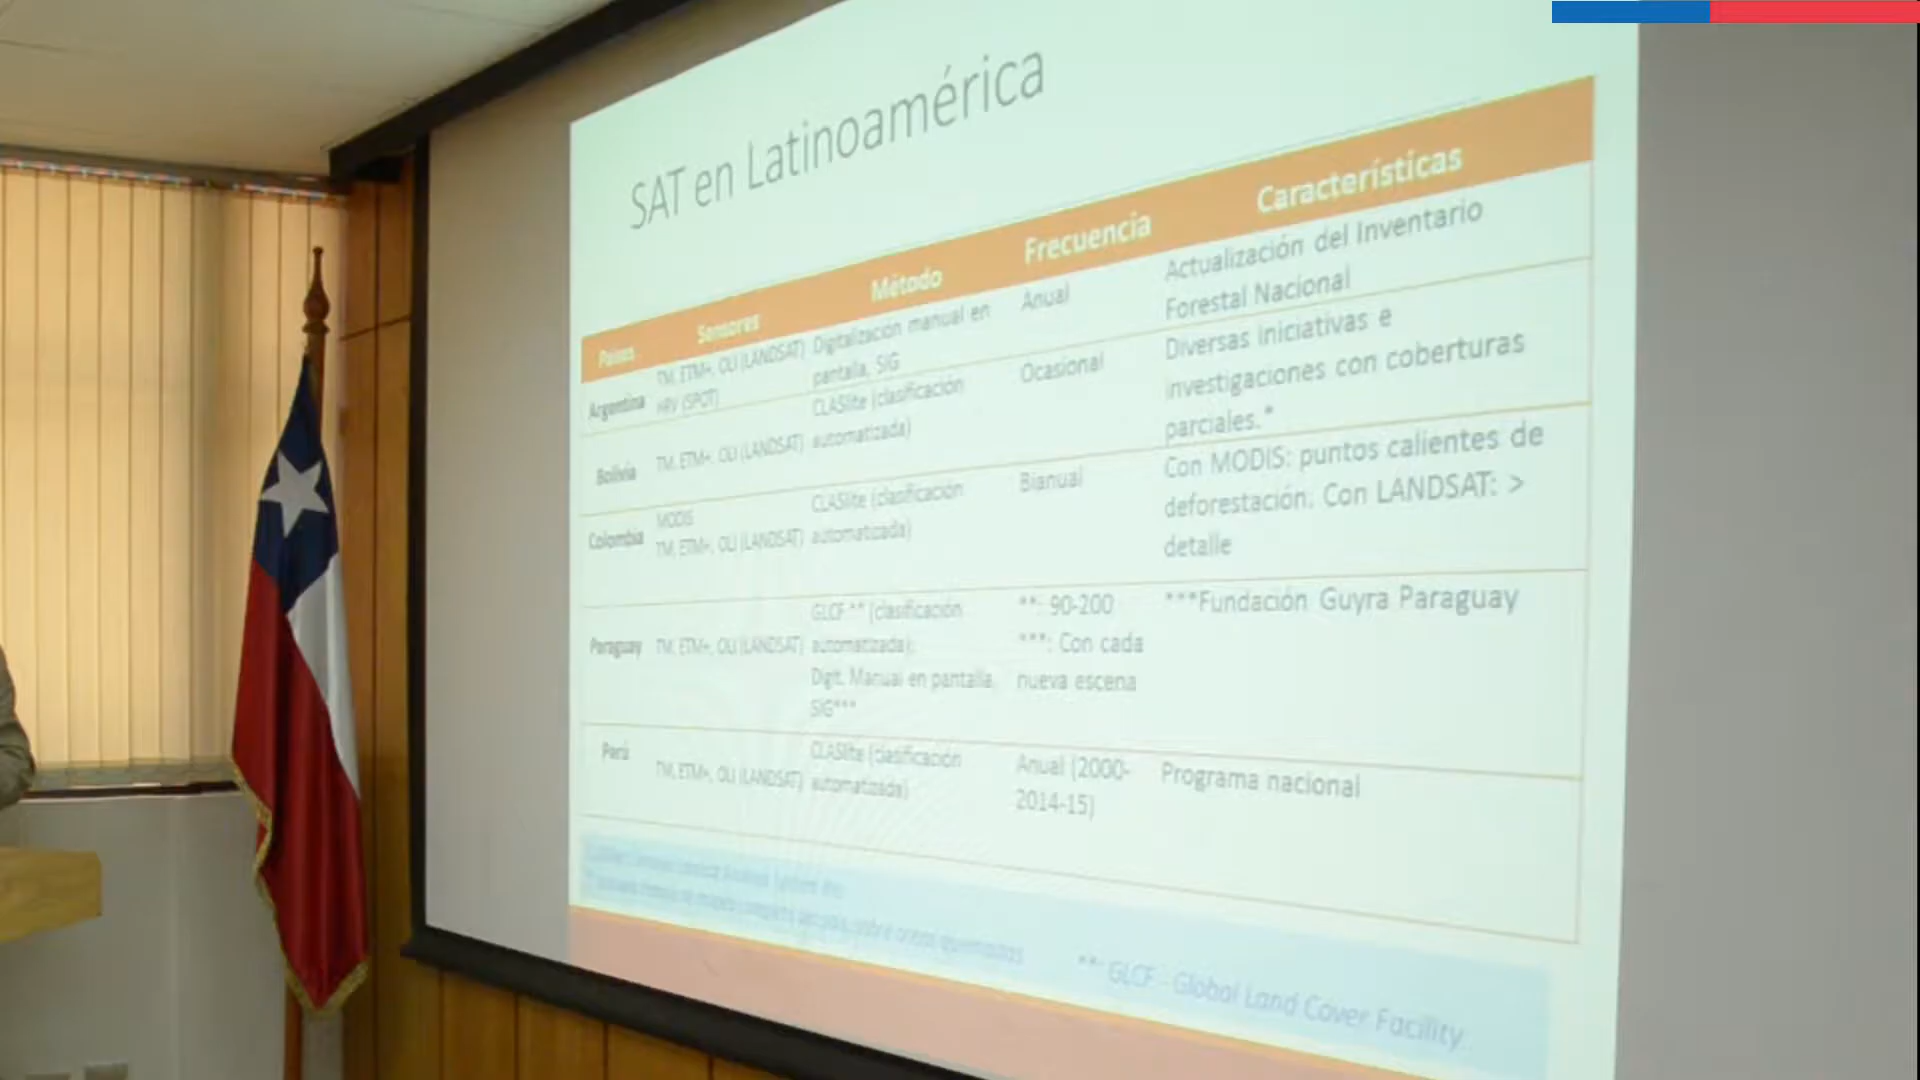 SAT en Latinoamérica
Países Sensores Método Frecuencia Características
Argentina
TM, ETM+, OLI (LANDSAT)
HRV (SPOT)
Digitalización manual en
pantalla, SIG
Anual
Actualización del Inventario
Forestal Nacional
Bolivia
TM, ETM+, OLI (LANDSAT)
CLASlite (clasificación
automatizada)
Ocasional
Diversas iniciativas e
investigaciones con coberturas
parciales.*
Colombia
MODIS
TM, ETM+, OLI (LANDSAT)
CLASlite (clasificación
automatizada)
Bianual
Con MODIS: puntos calientes de
deforestación. Con LANDSAT: >
detalle
Paraguay
TM, ETM+, OLI (LANDSAT)
GLCF ** (clasificación
automatizada);
Digit. Manual en pantalla,
SIG***
**: 90-200
***: Con cada
nueva escena
***Fundación Guyra Paraguay
Perú
TM, ETM+, OLI (LANDSAT)
CLASlite (clasificación
automatizada)
Anual (2000-
2014-15)
Programa nacional
sobre áreas quemadas
**: GLCF - Global Land Cover Facility